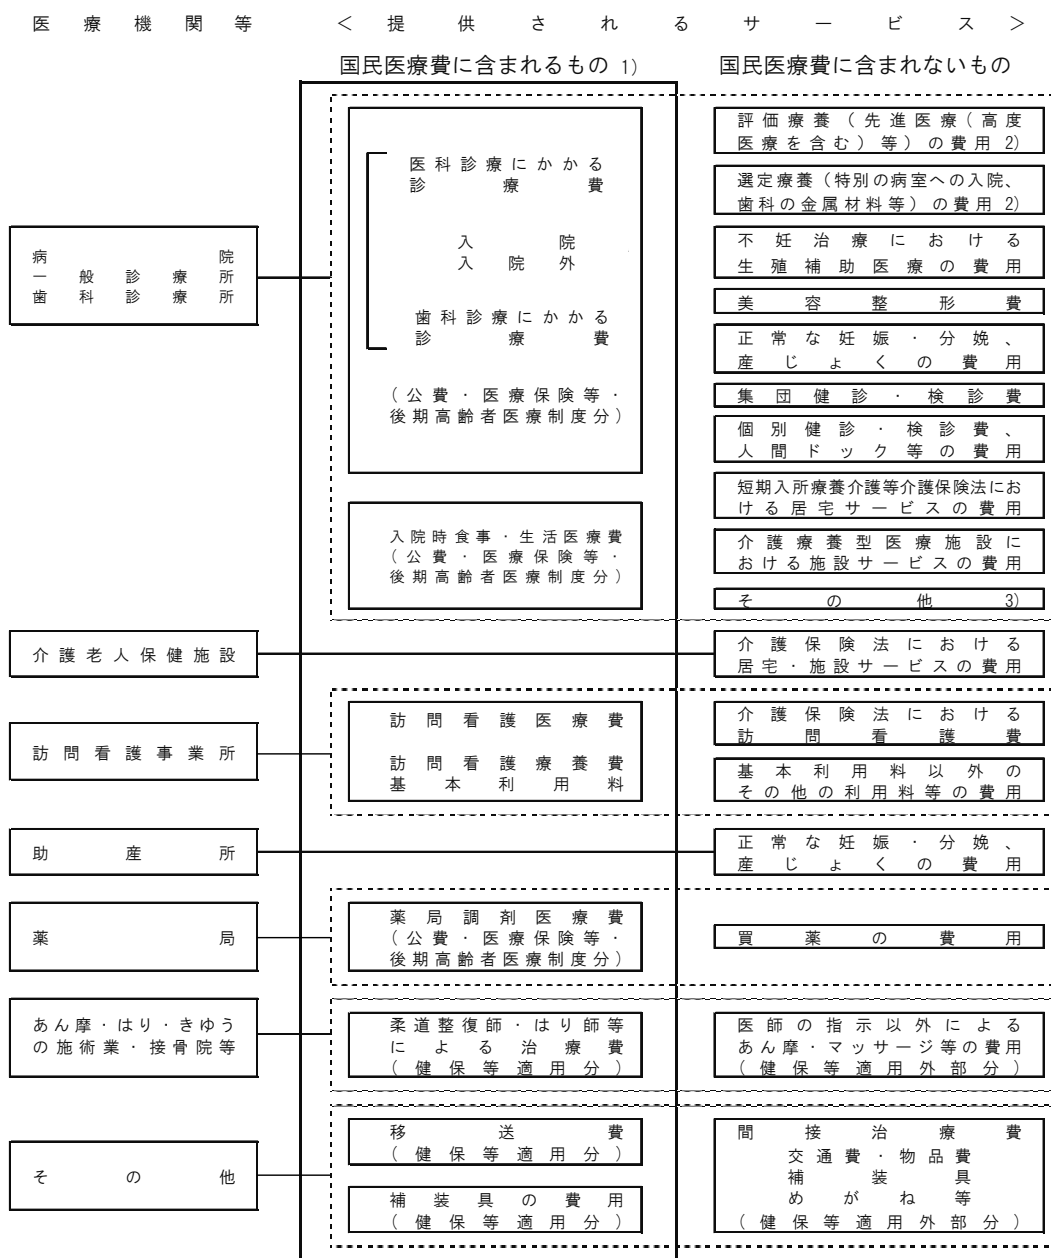 医療機関等
＜提供されるサービス＞
国民医療費に含まれるもの 1)
国民医療費に含まれないもの
病院
一般診療所
歯科診療所
医科診療にかかる
診療費
入院
入院外
歯科診療にかかる
診療費
(公費・医療保険等・
後期高齢者医療制度分)
入院時食事・生活医療費
(公費・医療保険等・
後期高齢者医療制度分)
評価療養(先進医療(高度
医療を含む)等)の費用 2)
選定療養(特別の病室への入院、
歯科の金属材料等)の費用 2)
不妊治療における
生殖補助医療の費用
美容整形費
正常な妊娠・分娩、
産じょくの費用
集団健診・検診費
個別健診・検診費、
人間ドック等の費用
短期入所療養介護等介護保険法にお
ける居宅サービスの費用
介護療養型医療施設に
おける施設サービスの費用
その他 3)
介護老人保健施設
介護保険法における
居宅・施設サービスの費用
訪問看護事業所
訪問看護医療費
訪問看護療養費
基本利用料
介護保険法における
訪問看護費
基本利用料以外の
その他の利用料等の費用
助産所
正常な妊娠・分娩、
産じょくの費用
薬局
薬局調剤医療費
(公費・医療保険等・
後期高齢者医療制度分)
買薬の費用
あん摩・はり・きゆう
の施術業・接骨院等
柔道整復師・はり師等
による治療費
(健保等適用分)
医師の指示以外による
あん摩・マッサージ等の費用
(健保等適用外部分)
その他
移送費
(健保等適用分)
補装具の費用
(健保等適用分)
間接治療費
交通費・物品費
補装具
めがね等
(健保等適用外部分)